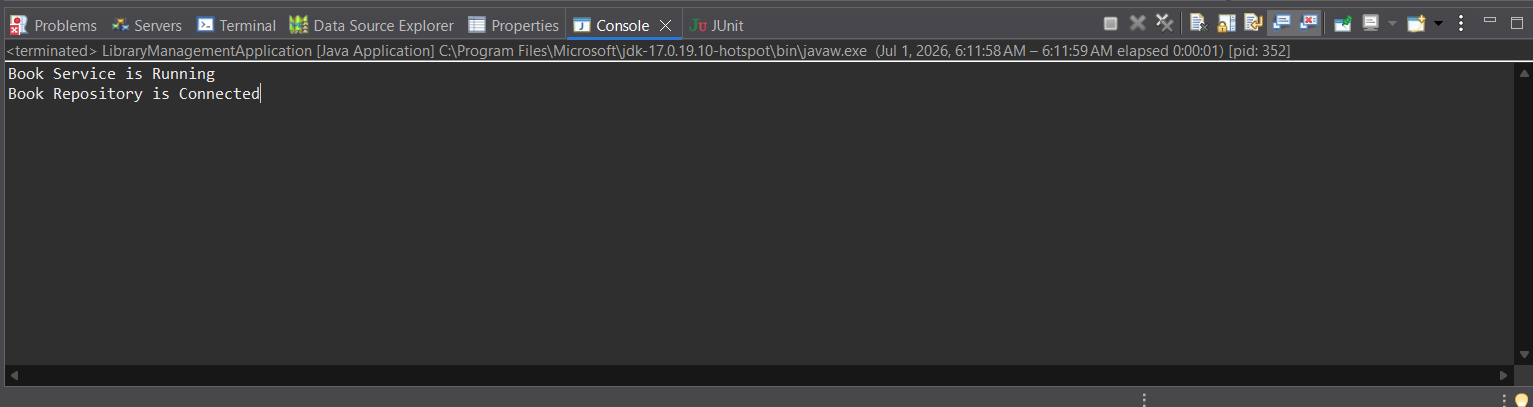 Problems Servers Terminal Data Source Explorer Properties Console JUnit
<terminated> LibraryManagementApplication [Java Application] C:\Program Files\Microsoft\jdk-17.0.19.10-hotspot\bin\javaw.exe (Jul 1, 2026, 6:11:58 AM – 6:11:59 AM elapsed 0:00:01) [pid: 352]
Book Service is Running
Book Repository is Connected